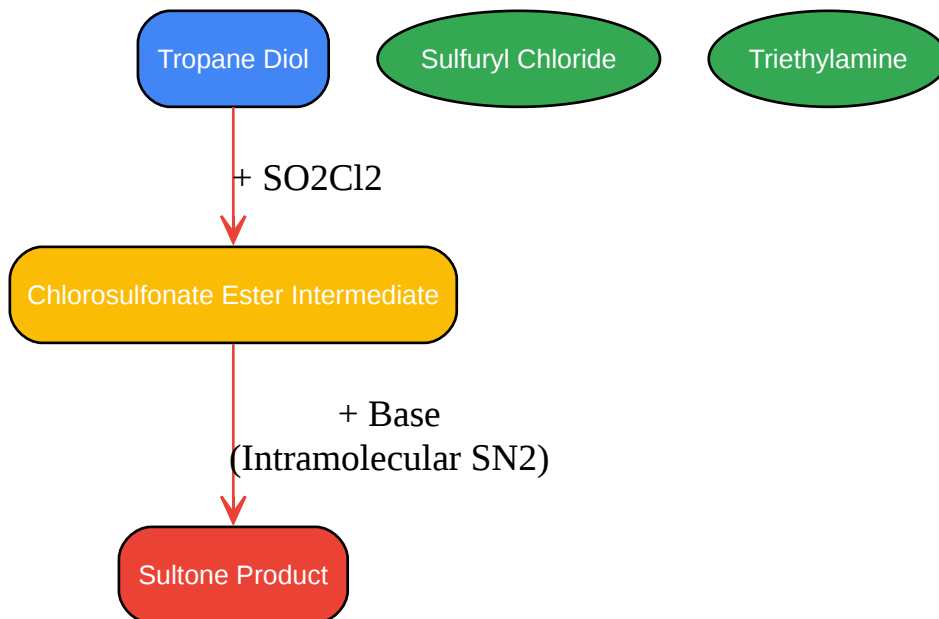 Tropane Diol
Sulfuryl Chloride
Triethylamine
+ SO2Cl2
Chlorosulfonate Ester Intermediate
+ Base
(Intramolecular SN2)
Sultone Product